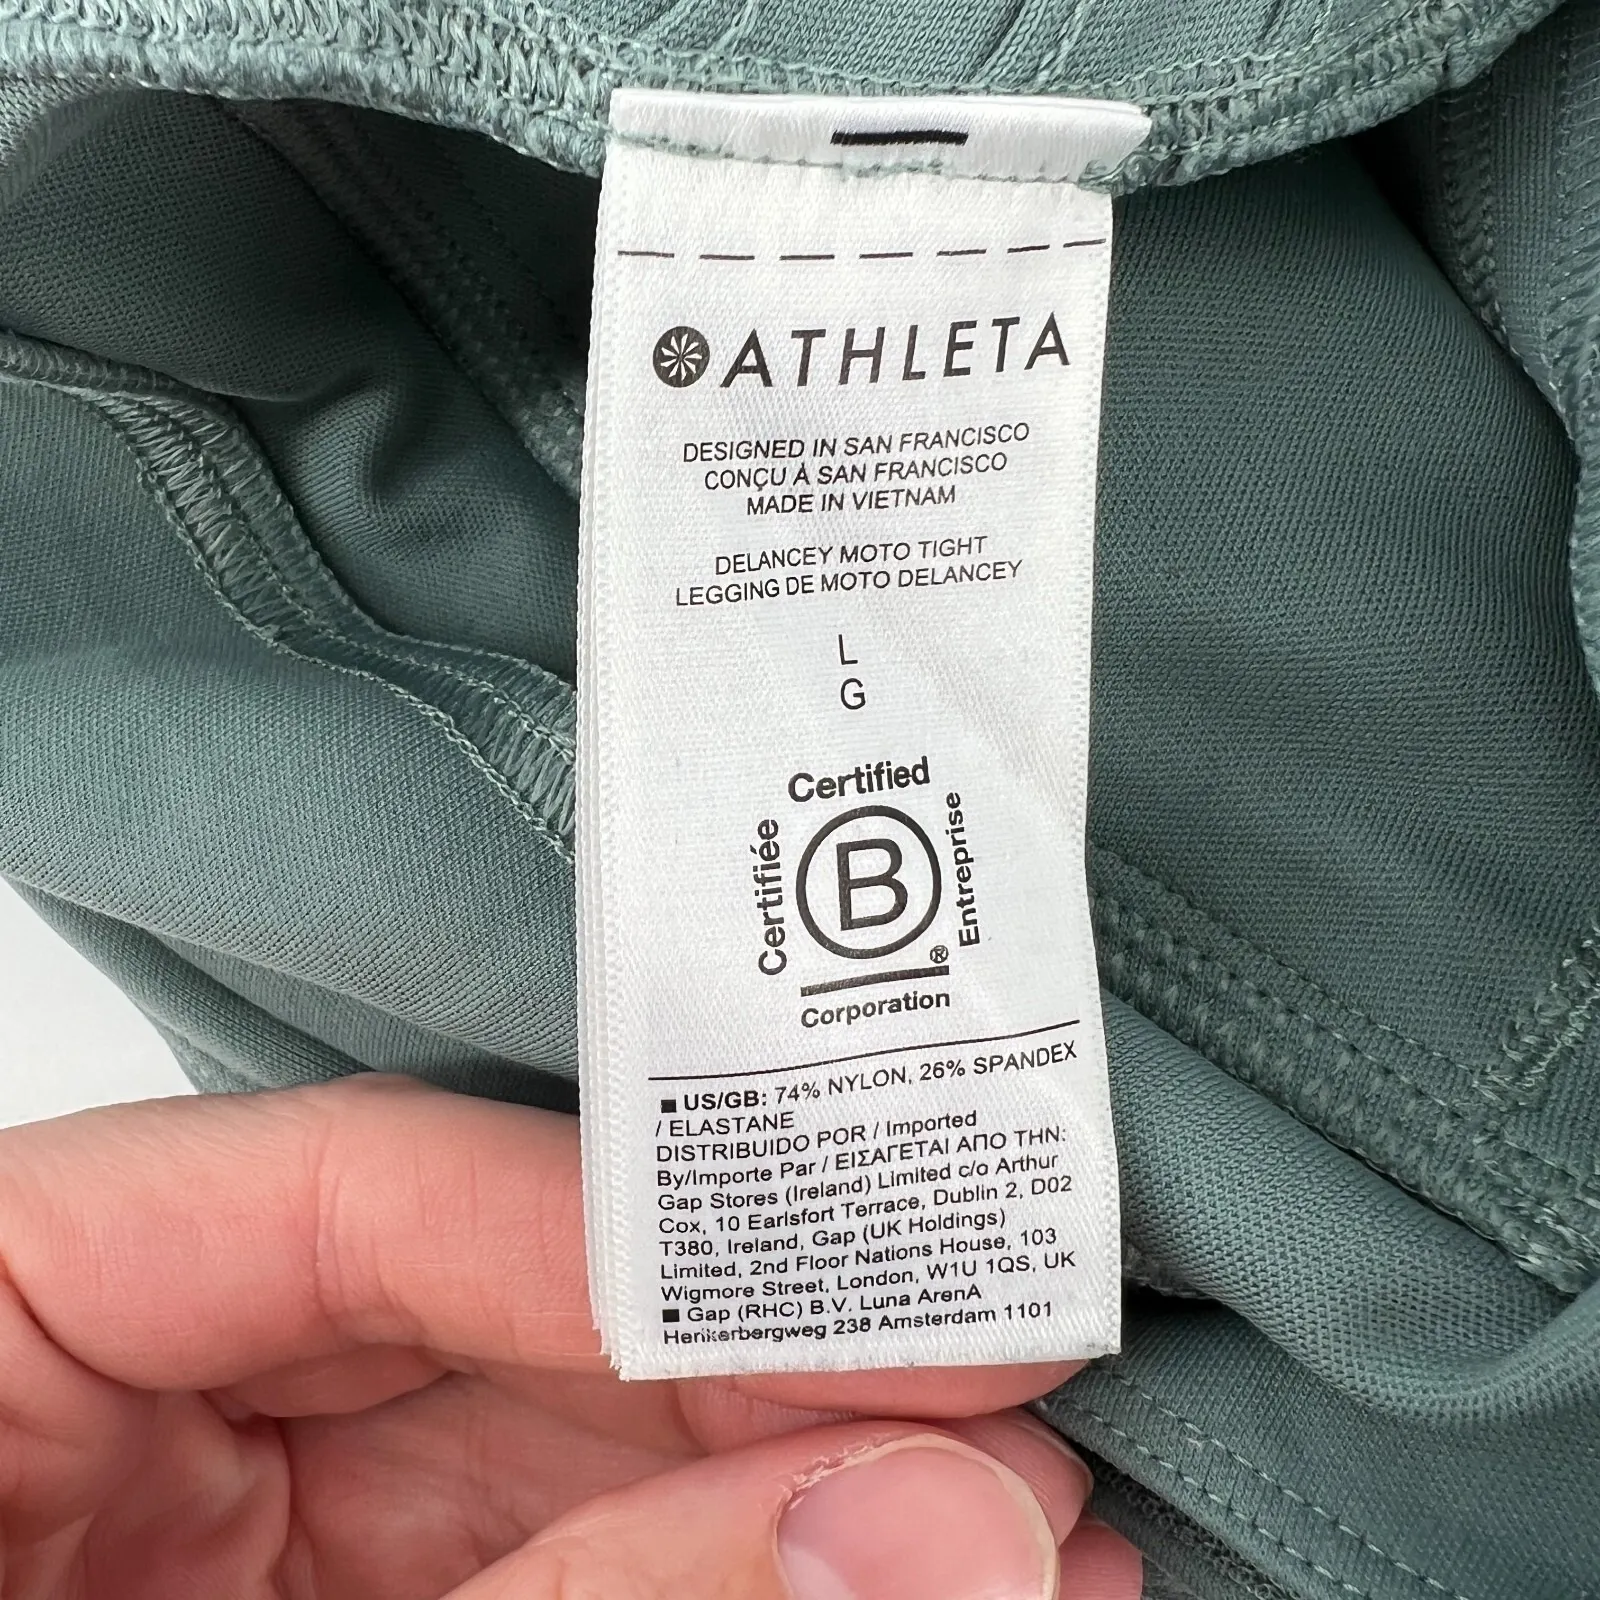 ATHLETA
DESIGNED IN SAN FRANCISCO
CONÇU À SAN FRANCISCO
MADE IN VIETNAM
DELANCEY MOTO TIGHT
LEGGING DE MOTO DELANCEY
L
G
Certified
Certifiée
B
®
Entreprise
Corporation
US/GB: 74% NYLON, 26% SPANDEX
/ ELASTANE
DISTRIBUIDO POR / Imported
By/Importe Par / ΕΙΣΑΓΕΤΑΙ ΑΠΟ ΤΗΝ:
Gap Stores (Ireland) Limited c/o Arthur
Cox, 10 Earlsfort Terrace, Dublin 2, D02
T380, Ireland, Gap (UK Holdings)
Limited, 2nd Floor Nations House, 103
Wigmore Street, London, W1U 1QS, UK
Gap (RHC) B.V. Luna ArenA
Herikerbergweg 238 Amsterdam 1101